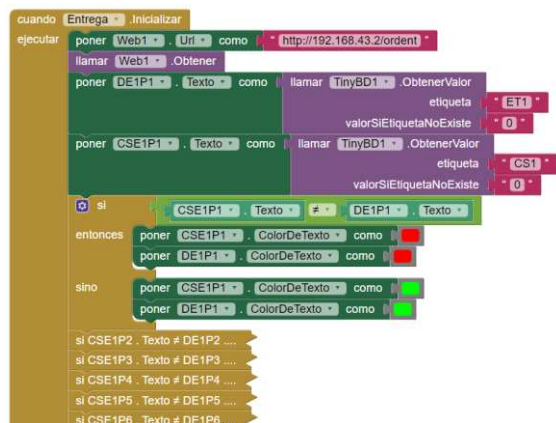 cuando Entrega .Inicializar
ejecutar poner Web1 . Url como " http://192.168.43.2/ordent "
llamar Web1 .Obtener
poner DE1P1 . Texto como llamar TinyBD1 .ObtenerValor
etiqueta " ET1 "
valorSiEtiquetaNoExiste " 0 "
poner CSE1P1 . Texto como llamar TinyBD1 .ObtenerValor
etiqueta " CS1 "
valorSiEtiquetaNoExiste " 0 "
si CSE1P1 . Texto ≠ DE1P1 . Texto
entonces poner CSE1P1 . ColorDeTexto como
poner DE1P1 . ColorDeTexto como
sino poner CSE1P1 . ColorDeTexto como
poner DE1P1 . ColorDeTexto como
si CSE1P2 . Texto ≠ DE1P2 ....
si CSE1P3 . Texto ≠ DE1P3 ....
si CSE1P4 . Texto ≠ DE1P4 ....
si CSE1P5 . Texto ≠ DE1P5 ....
si CSE1P6 . Texto ≠ DE1P6